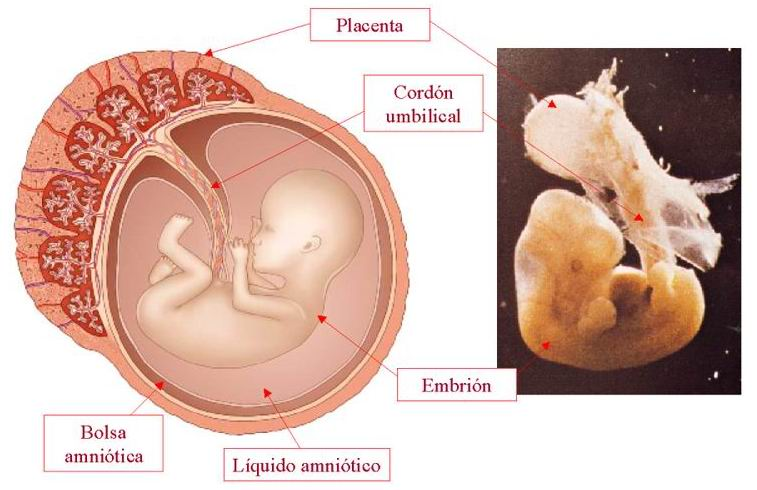 Placenta
Cordón
umbilical
Embrión
Bolsa
amniótica
Líquido amniótico